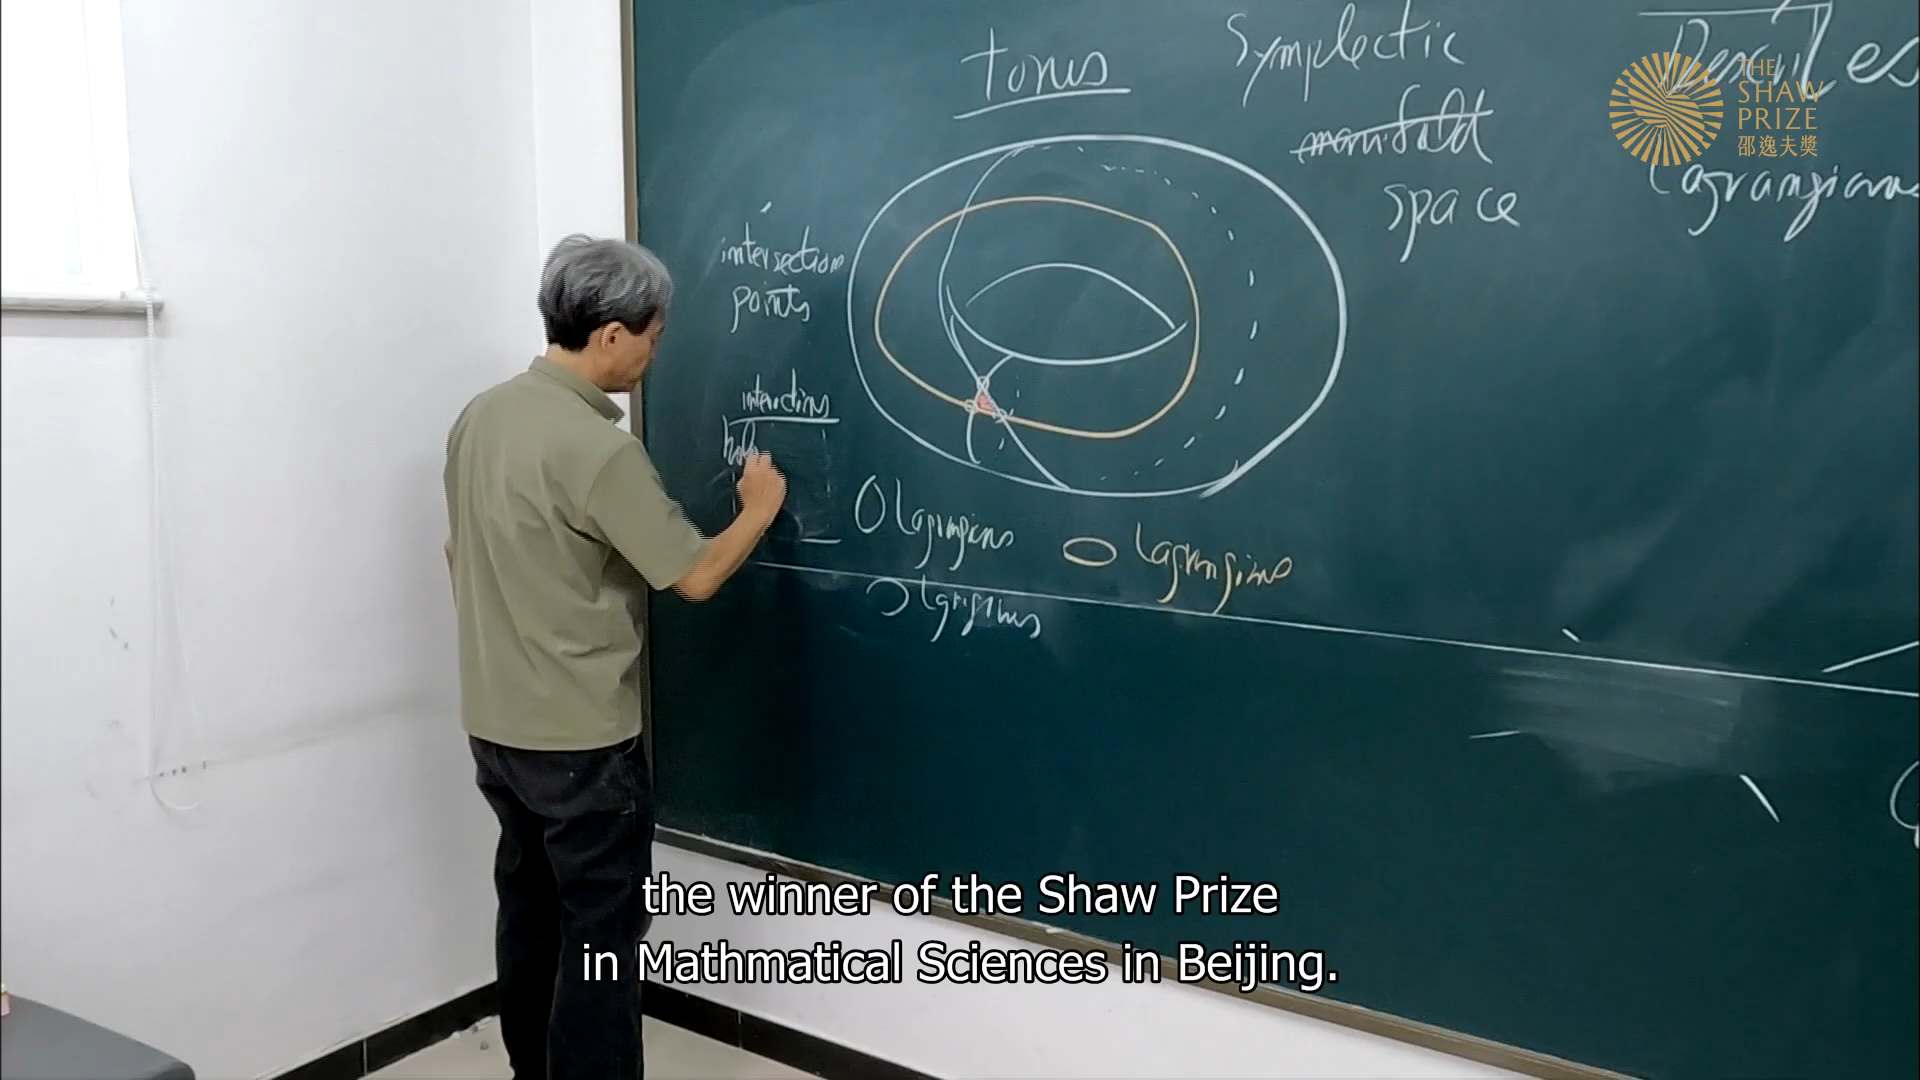 torus
Symplectic
manifold
space
Lagrangians
THE
SHAW
PRIZE
邵逸夫獎
intersection
points
Lagrangians
Lagrangians
the winner of the Shaw Prize
in Mathmatical Sciences in Beijing.